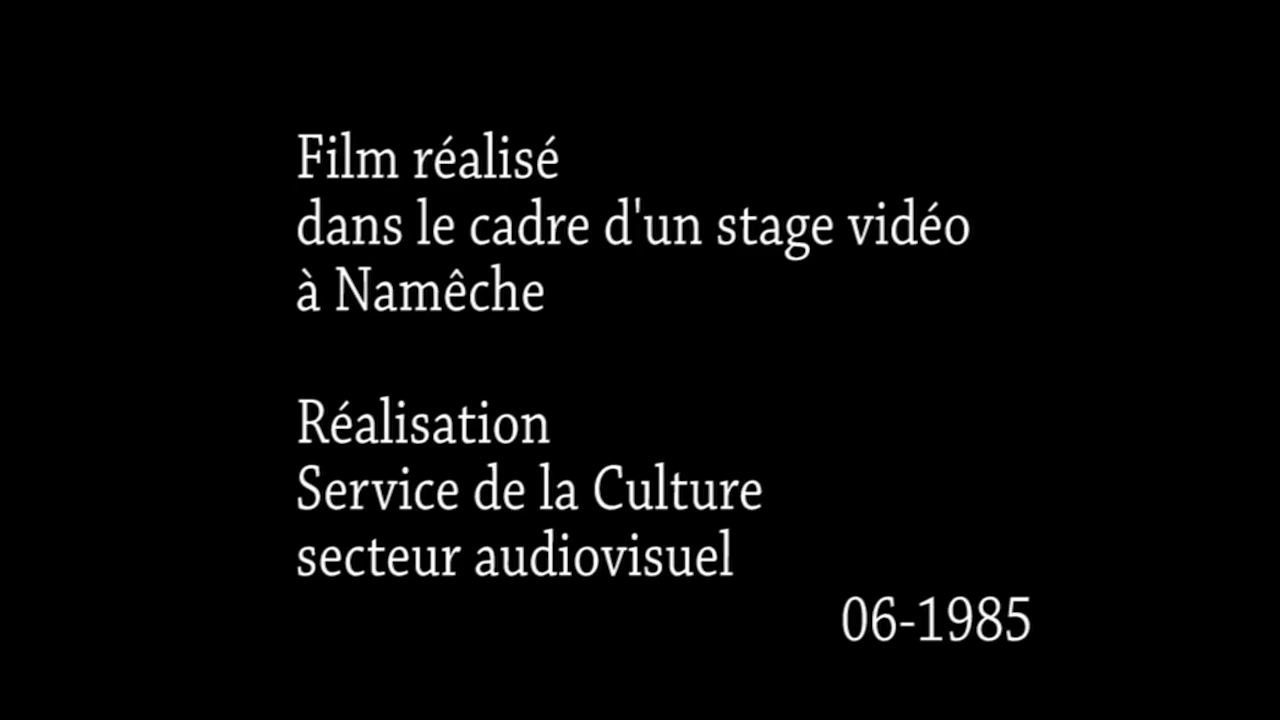 Film réalisé
dans le cadre d'un stage vidéo
à Namêche
Réalisation
Service de la Culture
secteur audiovisuel
06-1985